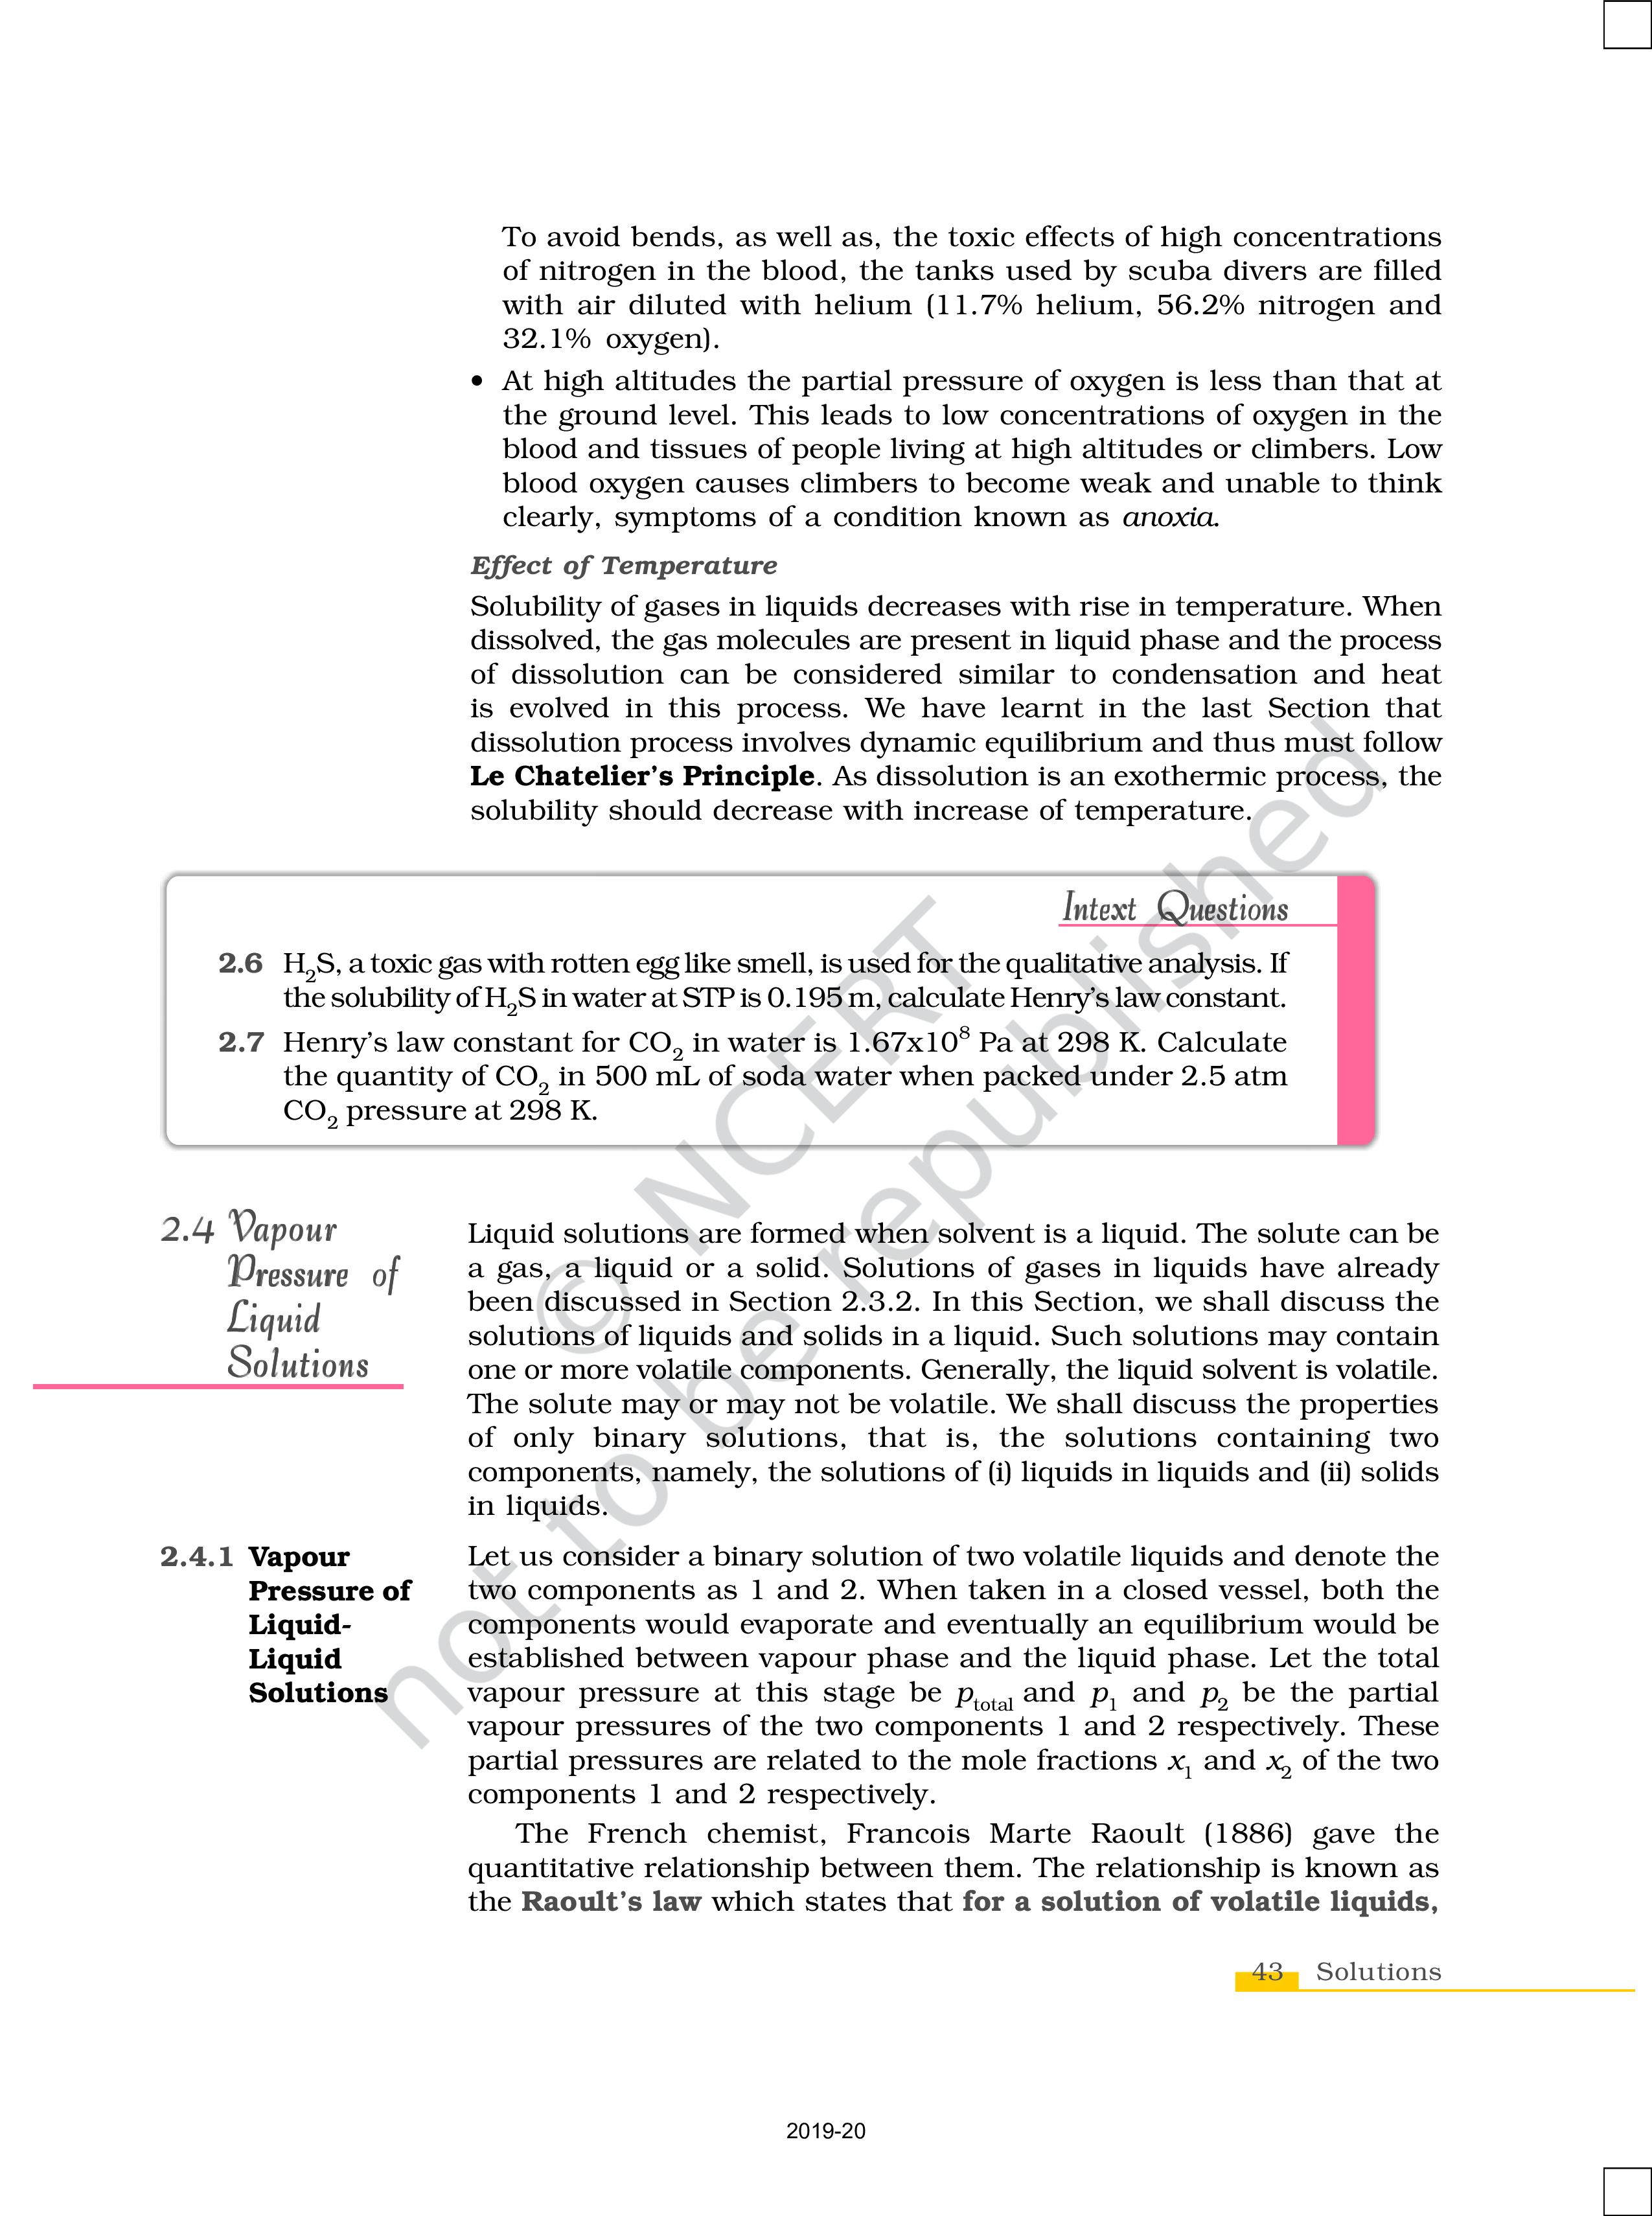 To avoid bends, as well as, the toxic effects of high concentrations
of nitrogen in the blood, the tanks used by scuba divers are filled
with air diluted with helium (11.7% helium, 56.2% nitrogen and
32.1% oxygen).
• At high altitudes the partial pressure of oxygen is less than that at
the ground level. This leads to low concentrations of oxygen in the
blood and tissues of people living at high altitudes or climbers. Low
blood oxygen causes climbers to become weak and unable to think
clearly, symptoms of a condition known as anoxia.
Effect of Temperature
Solubility of gases in liquids decreases with rise in temperature. When
dissolved, the gas molecules are present in liquid phase and the process
of dissolution can be considered similar to condensation and heat
is evolved in this process. We have learnt in the last Section that
dissolution process involves dynamic equilibrium and thus must follow
Le Chatelier's Principle. As dissolution is an exothermic process, the
solubility should decrease with increase of temperature.
Intext Questions
2.6 H₂S, a toxic gas with rotten egg like smell, is used for the qualitative analysis. If
the solubility of H₂S in water at STP is 0.195 m, calculate Henry's law constant.
2.7 Henry's law constant for CO₂ in water is 1.67x10⁸ Pa at 298 K. Calculate
the quantity of CO₂ in 500 mL of soda water when packed under 2.5 atm
CO₂ pressure at 298 K.
2.4 Vapour
Pressure of
Liquid
Solutions
Liquid solutions are formed when solvent is a liquid. The solute can be
a gas, a liquid or a solid. Solutions of gases in liquids have already
been discussed in Section 2.3.2. In this Section, we shall discuss the
solutions of liquids and solids in a liquid. Such solutions may contain
one or more volatile components. Generally, the liquid solvent is volatile.
The solute may or may not be volatile. We shall discuss the properties
of only binary solutions, that is, the solutions containing two
components, namely, the solutions of (i) liquids in liquids and (ii) solids
in liquids.
2.4.1 Vapour
Pressure of
Liquid-
Liquid
Solutions
Let us consider a binary solution of two volatile liquids and denote the
two components as 1 and 2. When taken in a closed vessel, both the
components would evaporate and eventually an equilibrium would be
established between vapour phase and the liquid phase. Let the total
vapour pressure at this stage be p total and p₁ and p₂ be the partial
vapour pressures of the two components 1 and 2 respectively. These
partial pressures are related to the mole fractions x₁ and x₂ of the two
components 1 and 2 respectively.
The French chemist, Francois Marte Raoult (1886) gave the
quantitative relationship between them. The relationship is known as
the Raoult's law which states that for a solution of volatile liquids,
43 Solutions
2019-20
© NCERT
not to be republished